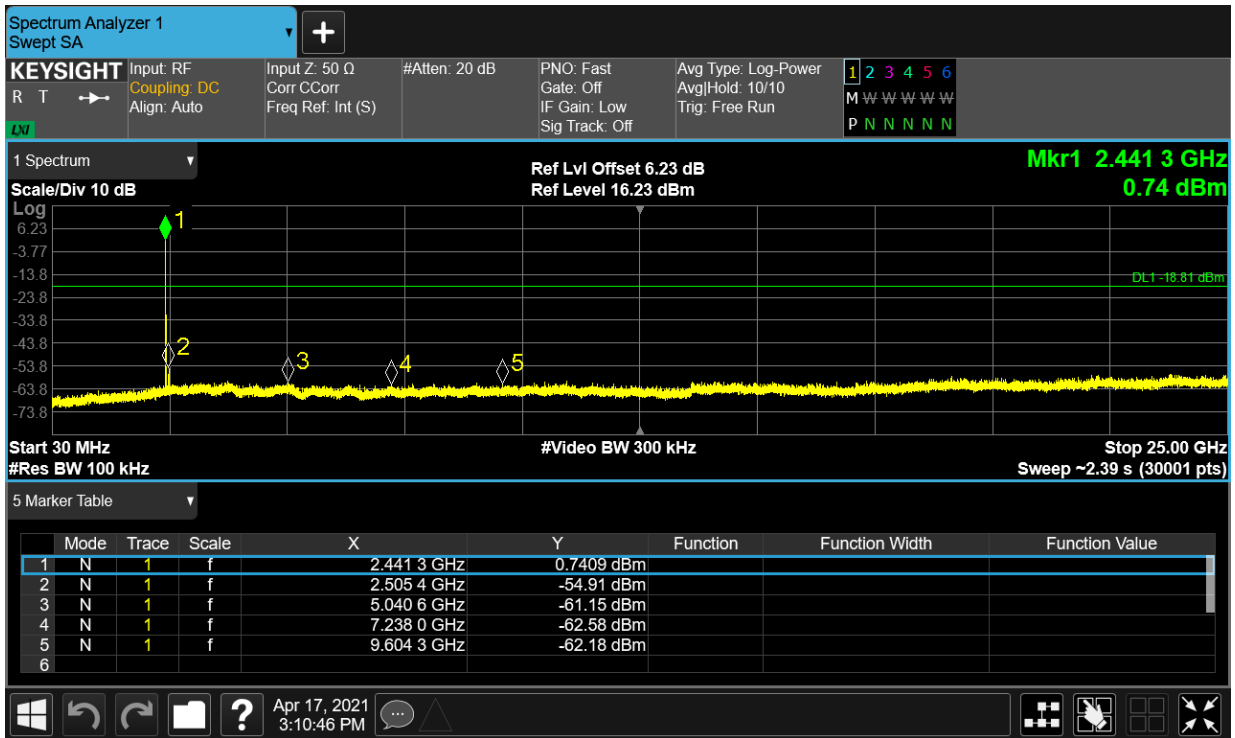 Spectrum Analyzer 1
Swept SA
KEYSIGHT
R T
LXI
Input: RF
Coupling: DC
Align: Auto
Input Z: 50 Ω
Corr CCorr
Freq Ref: Int (S)
#Atten: 20 dB
PNO: Fast
Gate: Off
IF Gain: Low
Sig Track: Off
Avg Type: Log-Power
Avg|Hold: 10/10
Trig: Free Run
1 2 3 4 5 6
M W W W W W
P N N N N N
1 Spectrum
Ref Lvl Offset 6.23 dB
Mkr1 2.441 3 GHz
Scale/Div 10 dB
Ref Level 16.23 dBm
0.74 dBm
Log
6.23
-3.77
-13.8
-23.8
-33.8
-43.8
-53.8
-63.8
-73.8
1
DL1 -18.81 dBm
2
3
4
5
Start 30 MHz
#Video BW 300 kHz
Stop 25.00 GHz
#Res BW 100 kHz
Sweep ~2.39 s (30001 pts)
5 Marker Table
Mode Trace Scale X Y Function Function Width Function Value
1 N 1 f 2.441 3 GHz 0.7409 dBm
2 N 1 f 2.505 4 GHz -54.91 dBm
3 N 1 f 5.040 6 GHz -61.15 dBm
4 N 1 f 7.238 0 GHz -62.58 dBm
5 N 1 f 9.604 3 GHz -62.18 dBm
6
?
Apr 17, 2021
3:10:46 PM